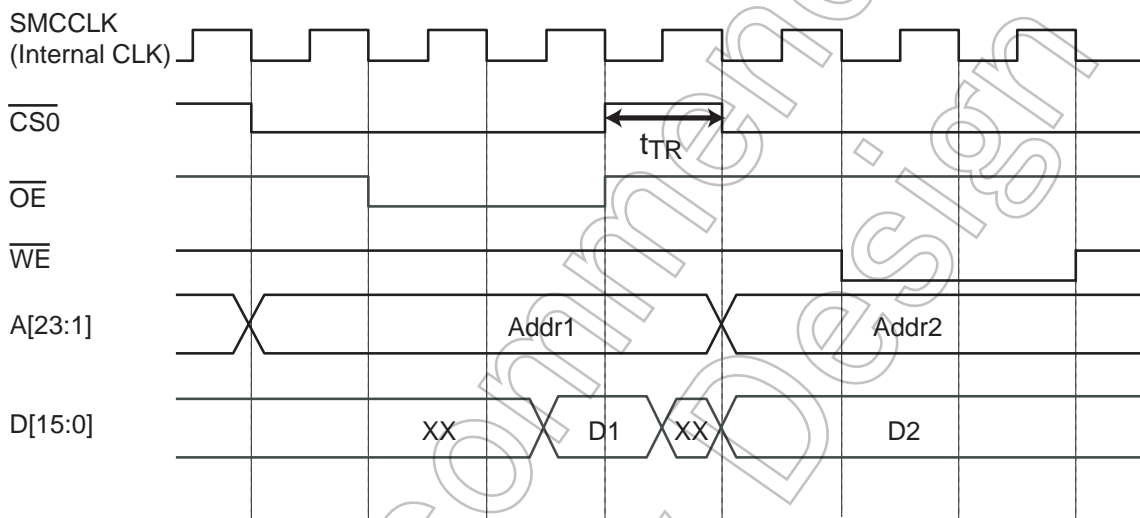 SMCCLK
(Internal CLK)
CS0
tTR
OE
WE
A[23:1]
Addr1
Addr2
D[15:0]
XX
D1
XX
D2